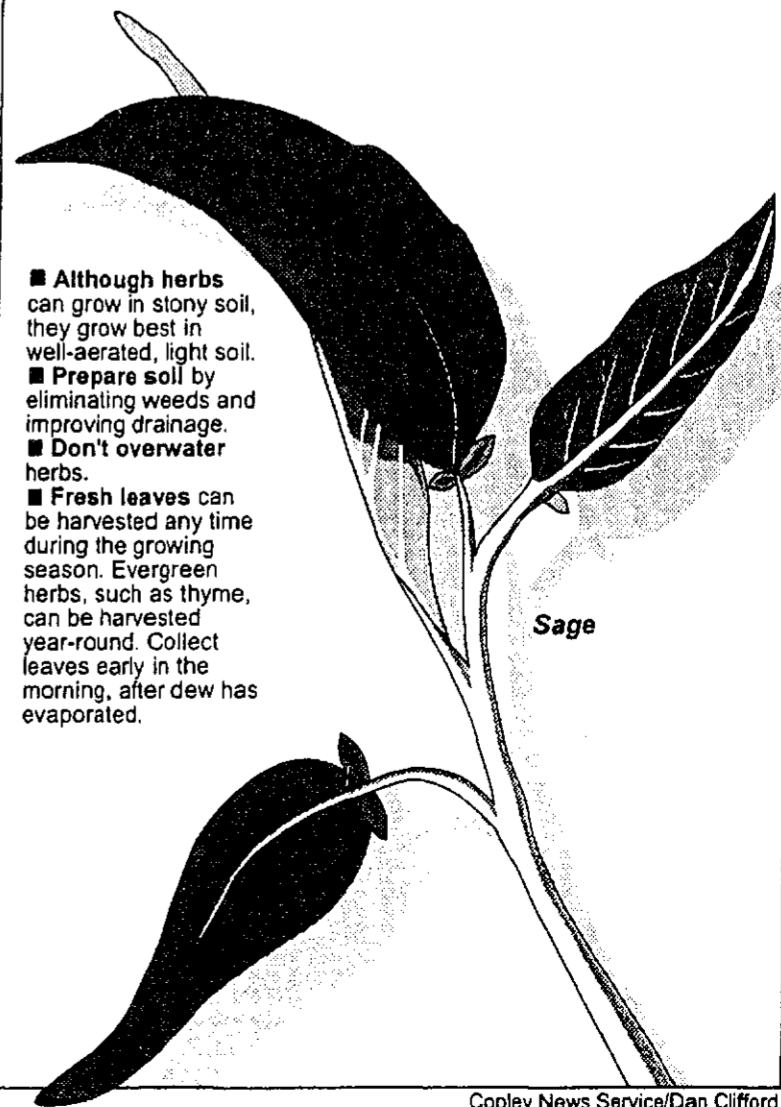 ■ Although herbs
can grow in stony soil,
they grow best in
well-aerated, light soil.
■ Prepare soil by
eliminating weeds and
improving drainage.
■ Don't overwater
herbs.
■ Fresh leaves can
be harvested any time
during the growing
season. Evergreen
herbs, such as thyme,
can be harvested
year-round. Collect
leaves early in the
morning, after dew has
evaporated.
Sage
Copley News Service/Dan Clifford